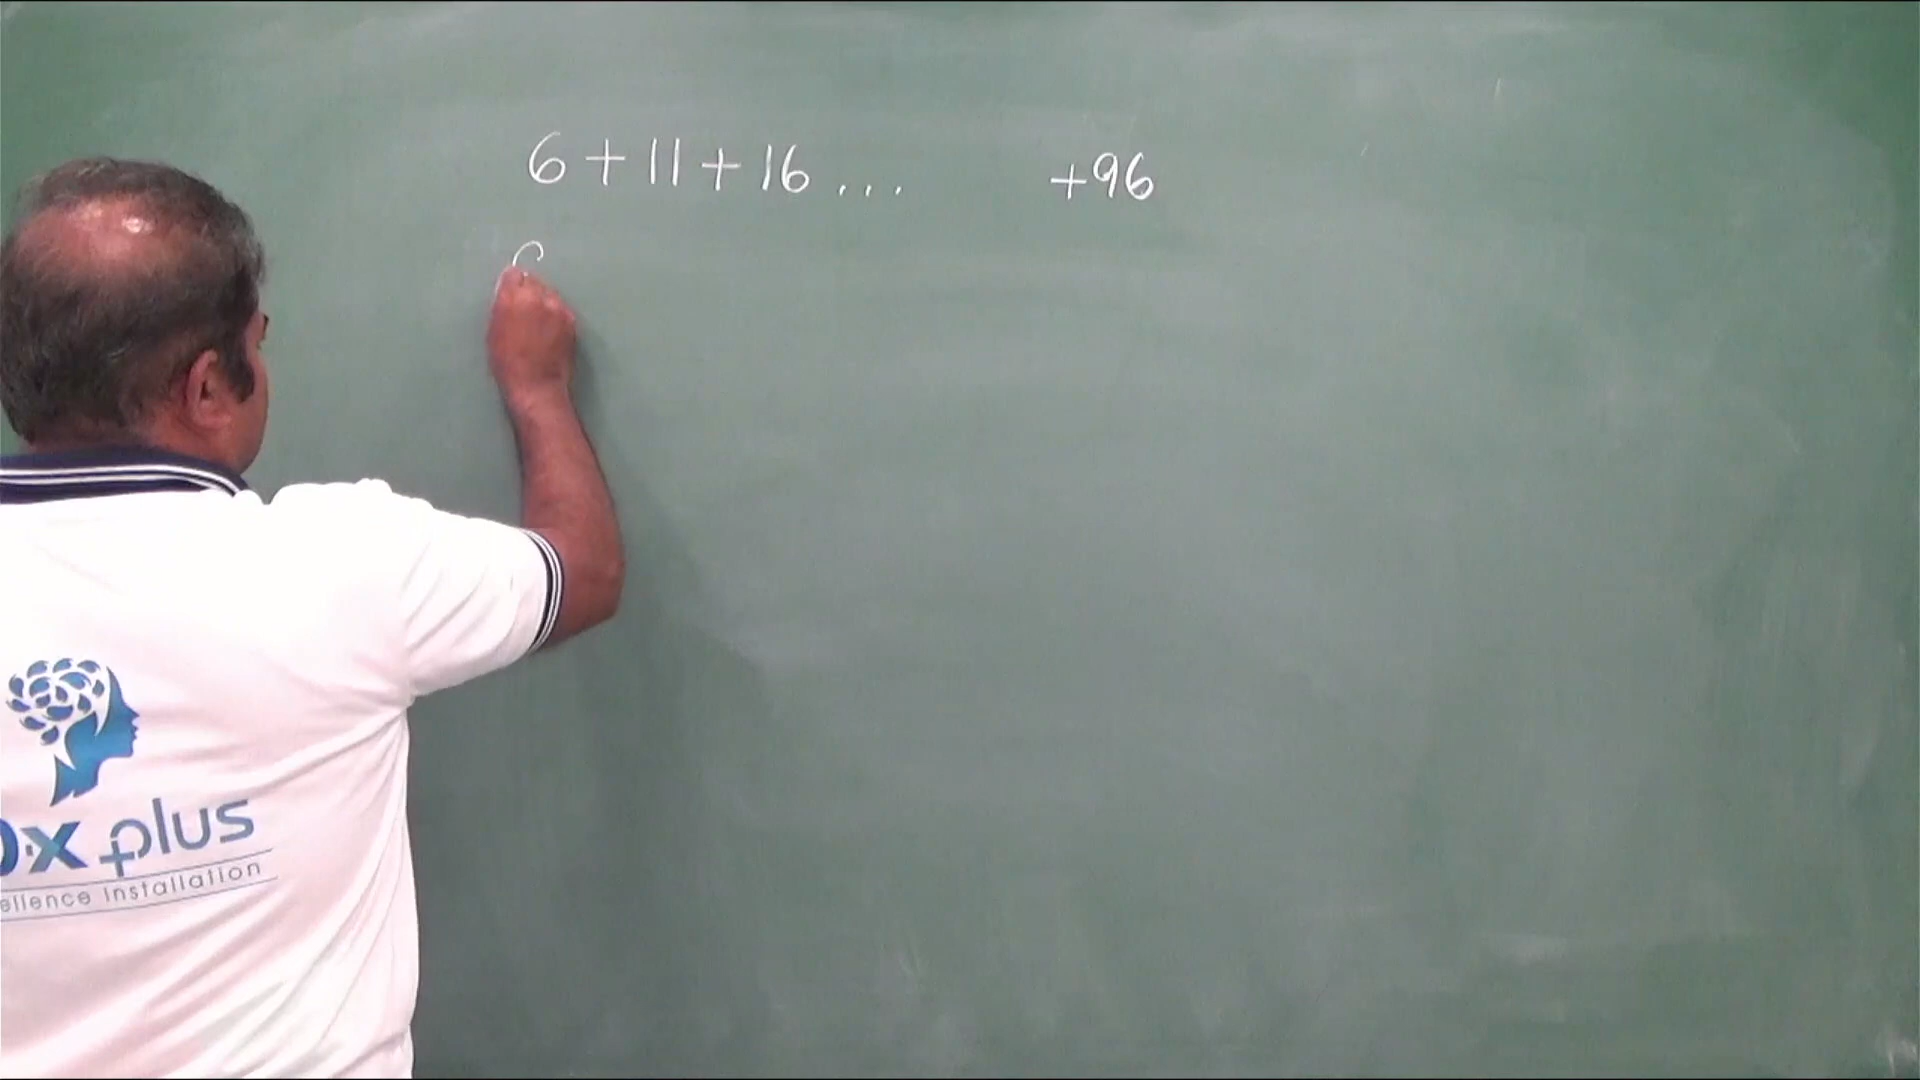 6+11+16... +96
x plus
ellence installation